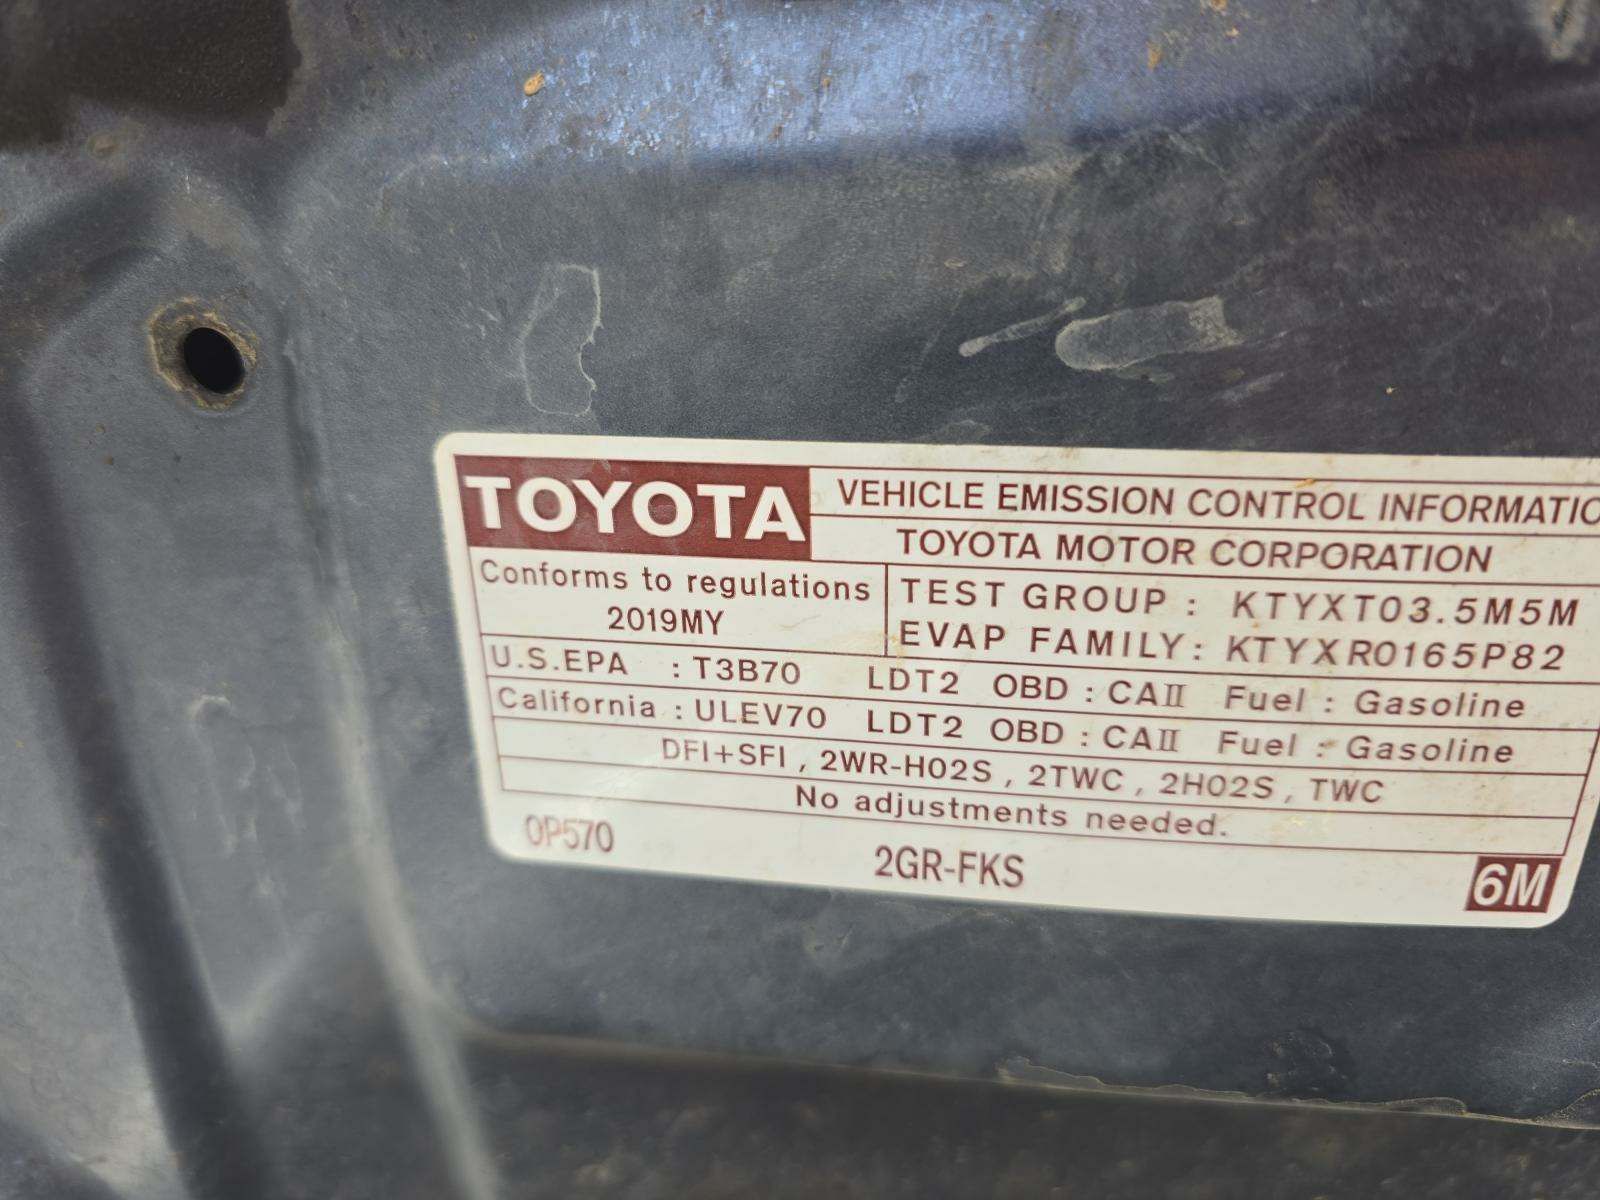 TOYOTA VEHICLE EMISSION CONTROL INFORMATIO
TOYOTA MOTOR CORPORATION
Conforms to regulations
2019MY
TEST GROUP : KTYXT03.5M5M
EVAP FAMILY: KTYXR0165P82
U.S.EPA : T3B70 LDT2 OBD : CAII Fuel : Gasoline
California : ULEV70 LDT2 OBD : CAII Fuel : Gasoline
DFI+SFI , 2WR-HO2S , 2TWC , 2HO2S , TWC
No adjustments needed.
0P570
2GR-FKS
6M